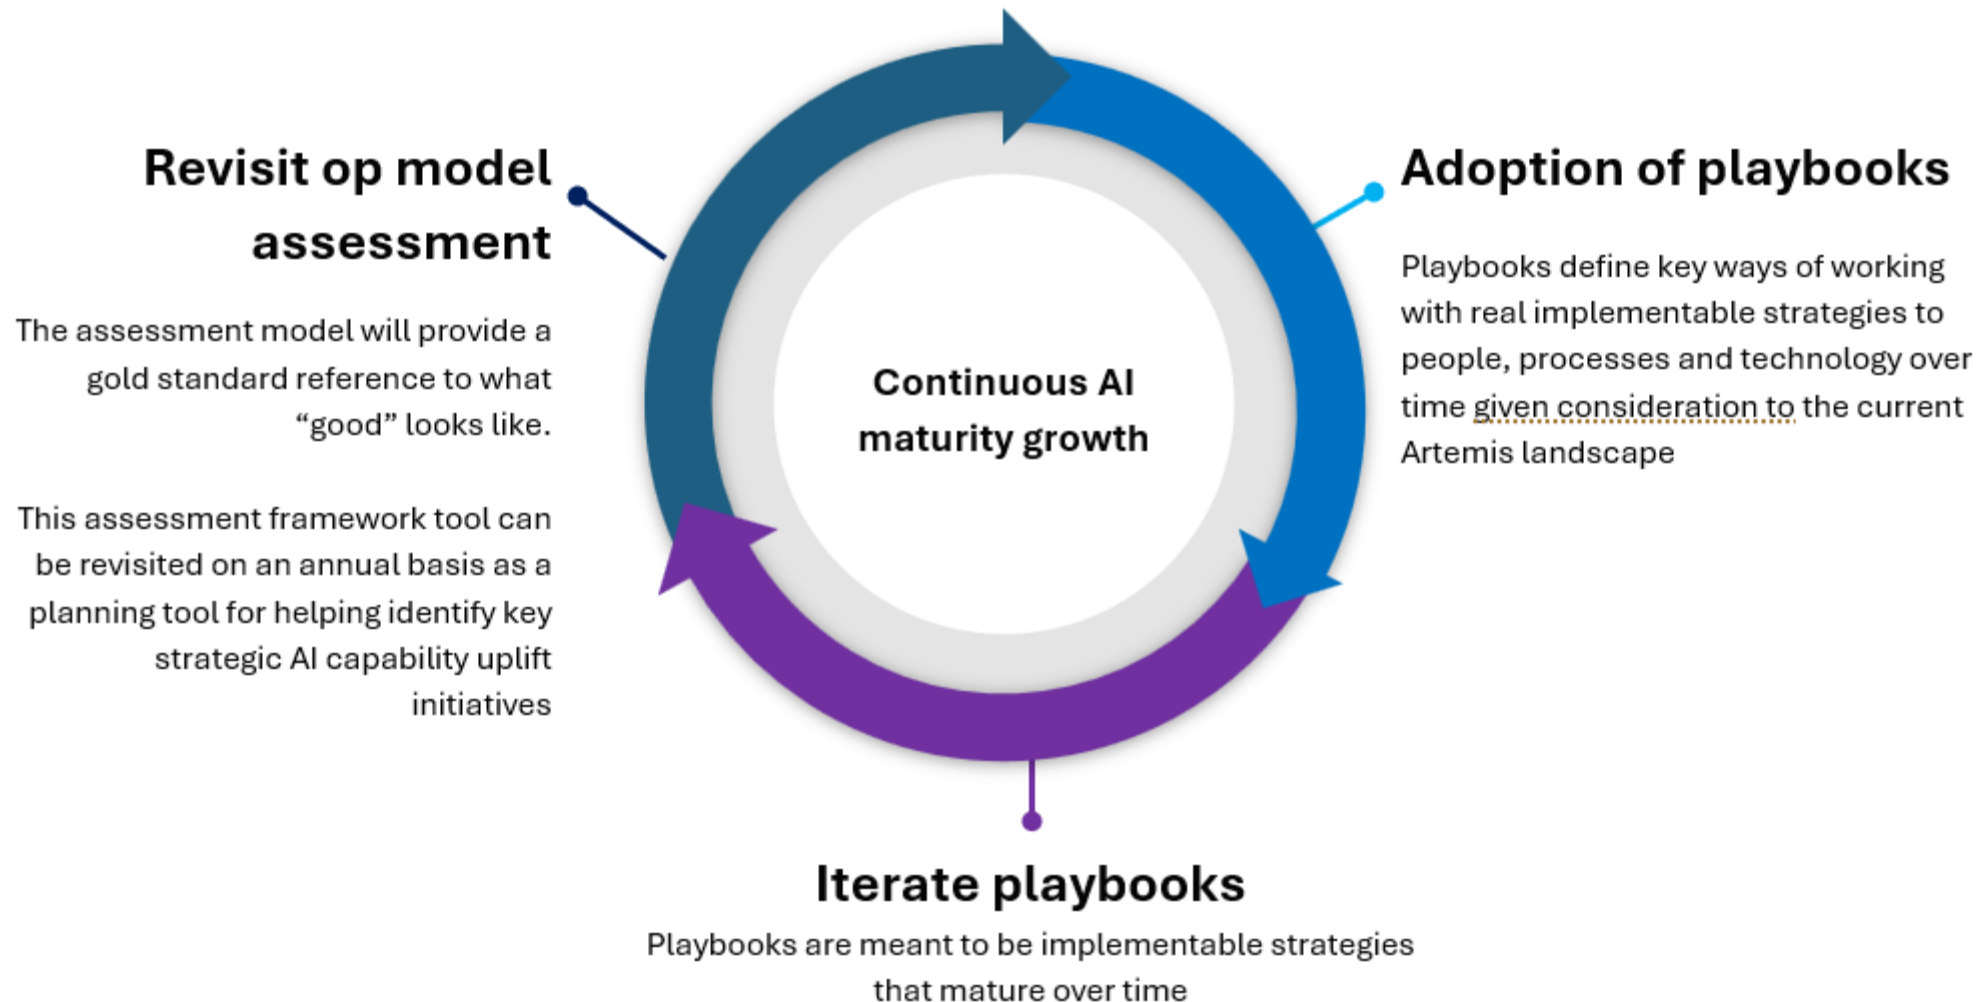 Revisit op model
assessment
The assessment model will provide a
gold standard reference to what
“good” looks like.
This assessment framework tool can
be revisited on an annual basis as a
planning tool for helping identify key
strategic AI capability uplift
initiatives
Continuous AI
maturity growth
Adoption of playbooks
Playbooks define key ways of working
with real implementable strategies to
people, processes and technology over
time given consideration to the current
Artemis landscape
Iterate playbooks
Playbooks are meant to be implementable strategies
that mature over time